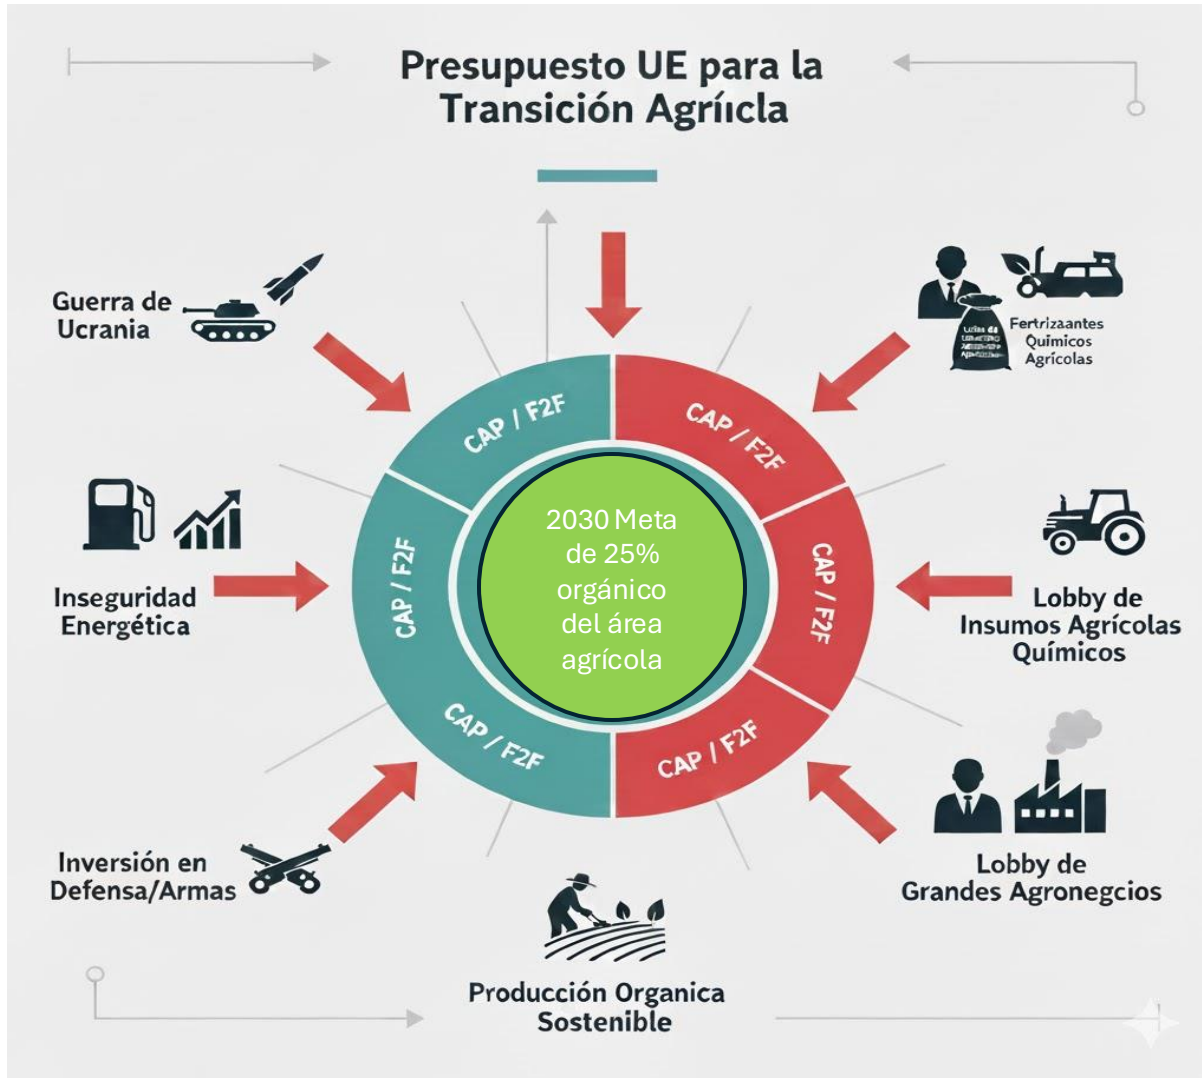 Presupuesto UE para la
Transición Agríicla
Guerra de
Ucrania
Fertrizaantes
Quimicos
Agrícolas
CAP / F2F
CAP / F2F
CAP / F2F
CAP / F2F
CAP / F2F
CAP / F2F
2030 Meta
de 25%
orgánico
del área
agrícola
Inseguridad
Energética
Lobby de
Insumos Agrícolas
Químicos
Inversión en
Defensa/Armas
Lobby de
Grandes Agronegcios
Producción Organica
Sostenible